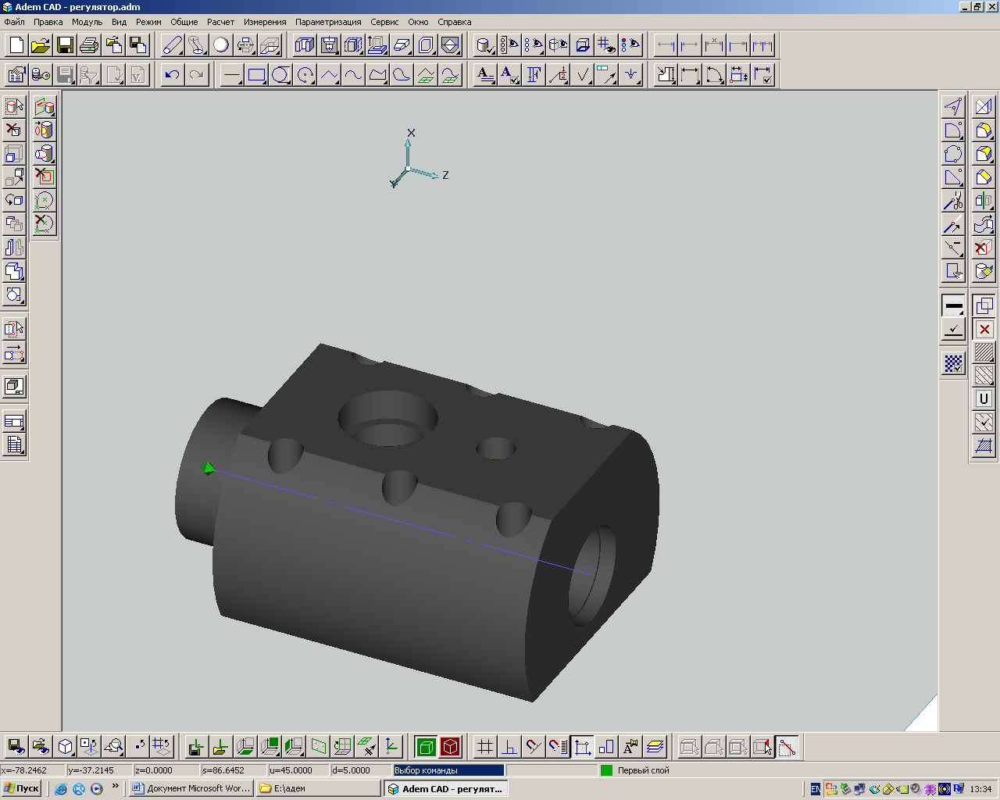 Adem CAD - регулятор.adm
Файл Правка Модуль Вид Режим Общие Расчет Измерения Параметризация Сервис Окно Справка
X
Z
U
x=-78.2462 y=-37.2145 z=0.0000 s=86.6452 u=45.0000 d=5.0000 Выбор команды Первый слой
Пуск » Документ Microsoft Wor... E:\адем Adem CAD - регулят... EN 13:34